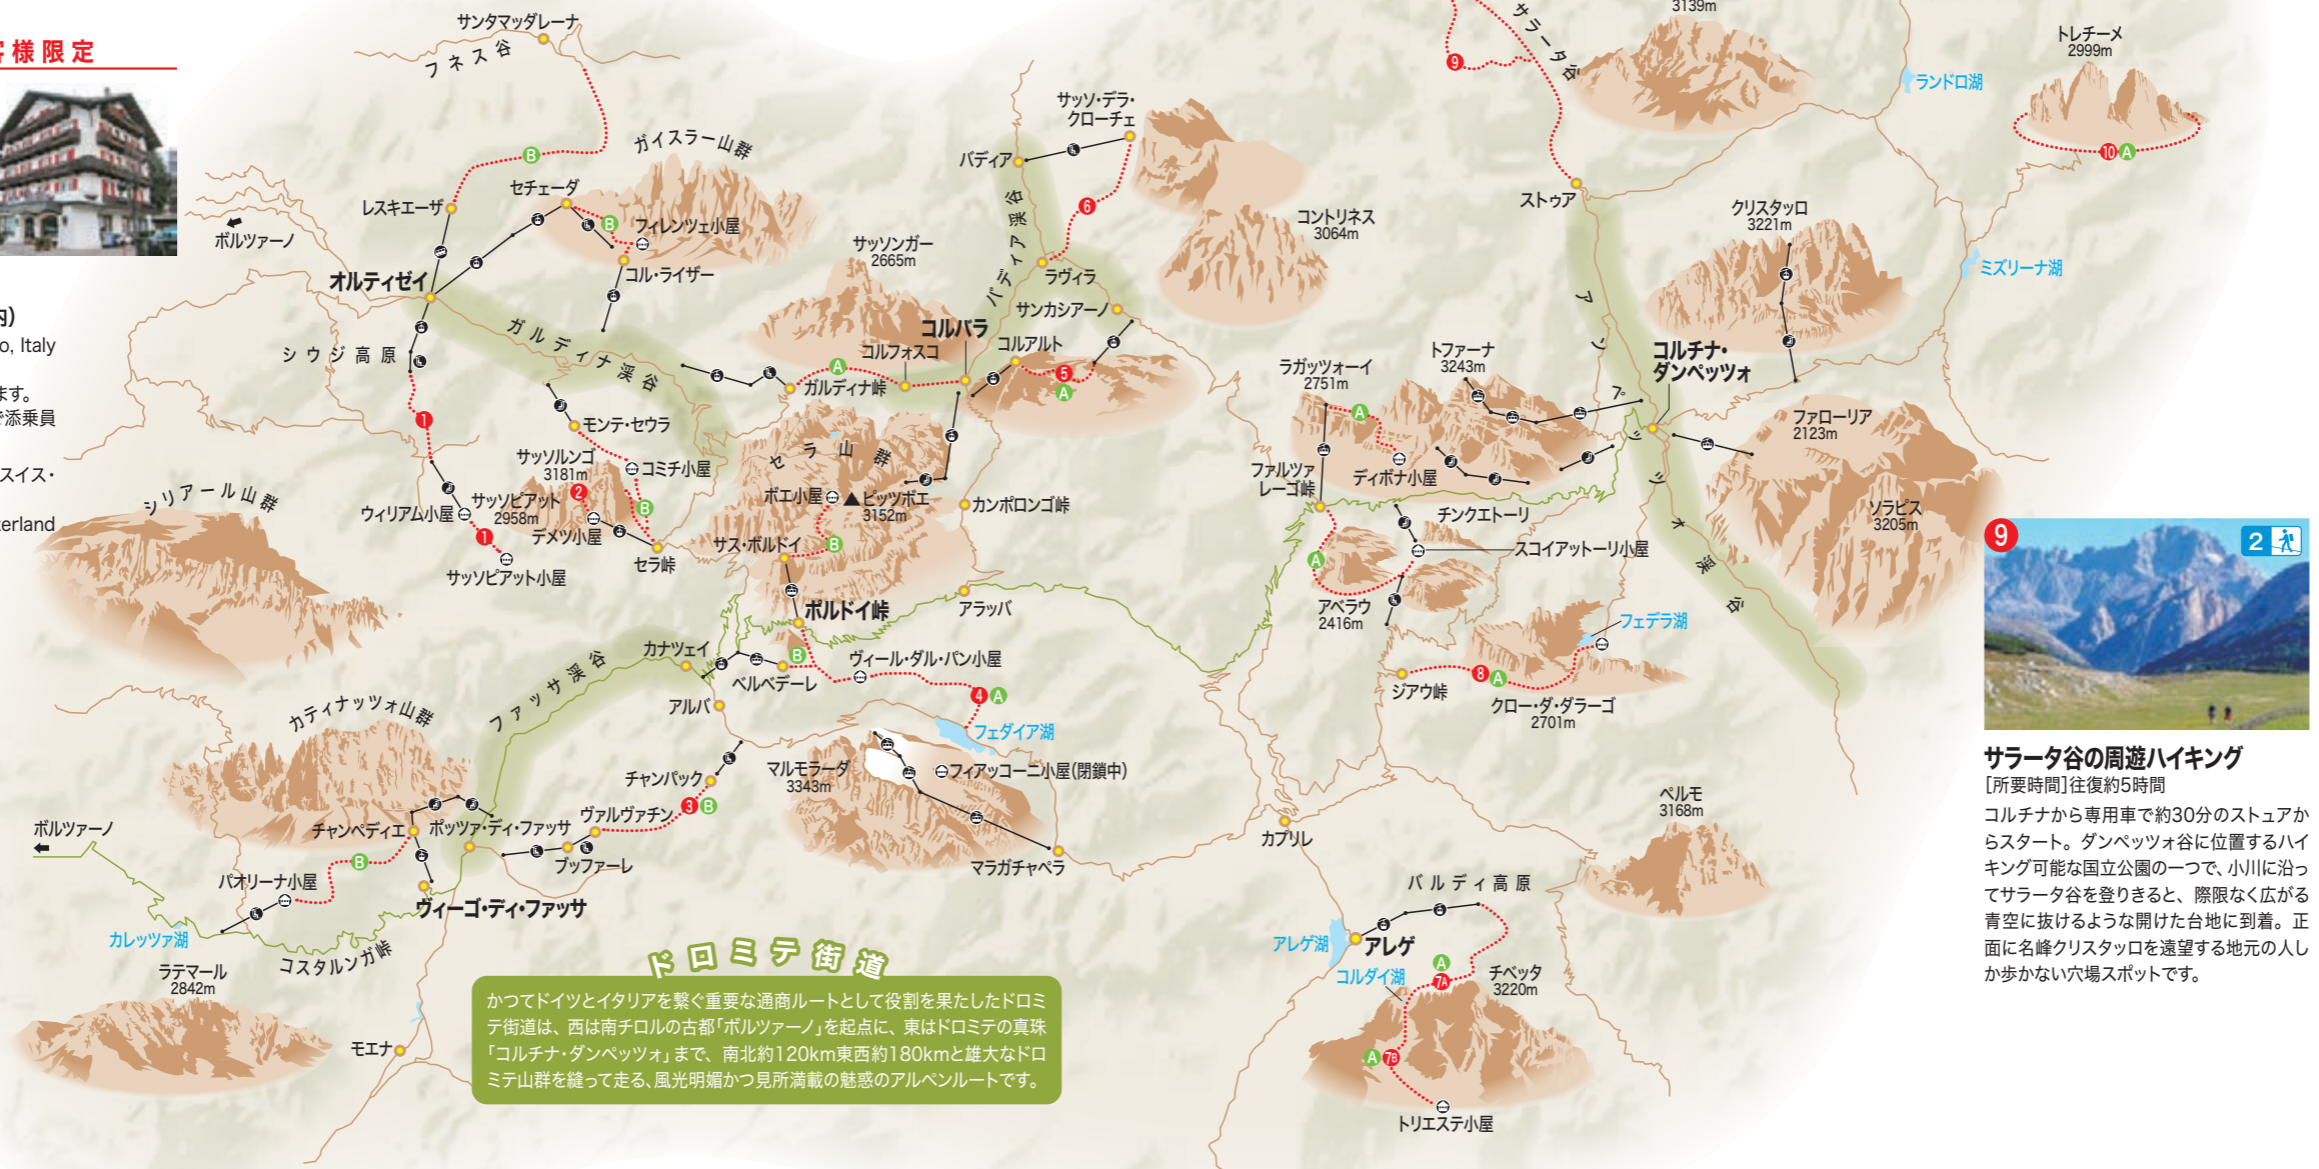 客様限定
内)
o, Italy
ます。
で添乗員
スイス・
zerland
サンタマッダレーナ
フネス谷
B
ガイスラー山群
セチェーダ
レスキエーザ
B
フィレンツェ小屋
ボルツァーノ
コル・ライザー
オルティゼイ
シウジ高原
ガルディナ渓谷
サッソンガー
2665m
コルバラ
コルフォスコ
A
ガルディナ峠
サッソ・デラ・
クローチェ
バディア
バディア渓谷
6
ラヴィラ
サンカシアーノ
コルアルト
5
A
コントリネス
3064m
3139m
サラータ谷
9
ストゥア
ランドロ湖
トレチーメ
2999m
10 A
クリスタッロ
3221m
ミズリーナ湖
アンペッツオ渓谷
コルチナ・
ダンペッツォ
ラガッツォーイ
2751m
トファーナ
3243m
A
ファルツァ
レーゴ峠
ディボナ小屋
ファローリア
2123m
ソラピス
3205m
チンクエトーリ
スコイアットーリ小屋
A
アベラウ
2416m
フェデラ湖
ジアウ峠
8 A
クロー・ダ・ダラーゴ
2701m
1
モンテ・セウラ
サッソルンゴ
3181m
コミチ小屋
2
サッソピアット
2958m
B
デメツ小屋
セラ峠
シリアール山群
ウィリアム小屋
1
サッソピアット小屋
セラ山群
ボエ小屋
ピッツボエ
3152m
B
サス・ボルドイ
カンポロンゴ峠
ポルドイ峠
アラッバ
カナツェイ
B
ベルベデーレ
ヴィール・ダル・パン小屋
4 A
アルバ
フェダイア湖
ファッサ渓谷
カティナッツォ山群
チャンパック
マルモラーダ
3343m
フィアッコーニ小屋(閉鎖中)
マラガチャペラ
3 B
ヴァルヴァチン
ブッファーレ
ポッツァ・ディ・ファッサ
チャンペディエ
ボルツァーノ
B
パオリーナ小屋
ヴィーゴ・ディ・ファッサ
カレッツァ湖
コスタルンガ峠
ラテマール
2842m
モエナ
カプリレ
ペルモ
3168m
バルディ高原
アレゲ湖
アレゲ
コルダイ湖
A
7A
チベッタ
3220m
A 7B
トリエステ小屋
ドロミテ街道
かつてドイツとイタリアを繋ぐ重要な通商ルートとして役割を果たしたドロミ
テ街道は、西は南チロルの古都「ボルツァーノ」を起点に、東はドロミテの真珠
「コルチナ・ダンペッツォ」まで、南北約120km東西約180kmと雄大なドロ
ミテ山群を縫って走る、風光明媚かつ見所満載の魅惑のアルペンルートです。
9
2
サラータ谷の周遊ハイキング
[所要時間]往復約5時間
コルチナから専用車で約30分のストゥアか
らスタート。ダンペッツォ谷に位置するハイ
キング可能な国立公園の一つで、小川に沿っ
てサラータ谷を登りきると、際限なく広がる
青空に抜けるような開けた台地に到着。正
面に名峰クリスタッロを遠望する地元の人し
か歩かない穴場スポットです。